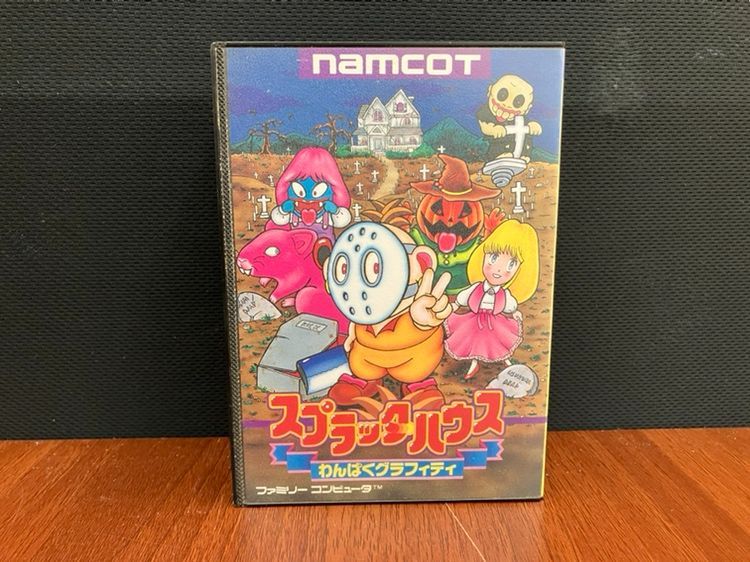 namcot
スプラッターハウス
わんぱくグラフィティ
ファミリー コンピュータ™